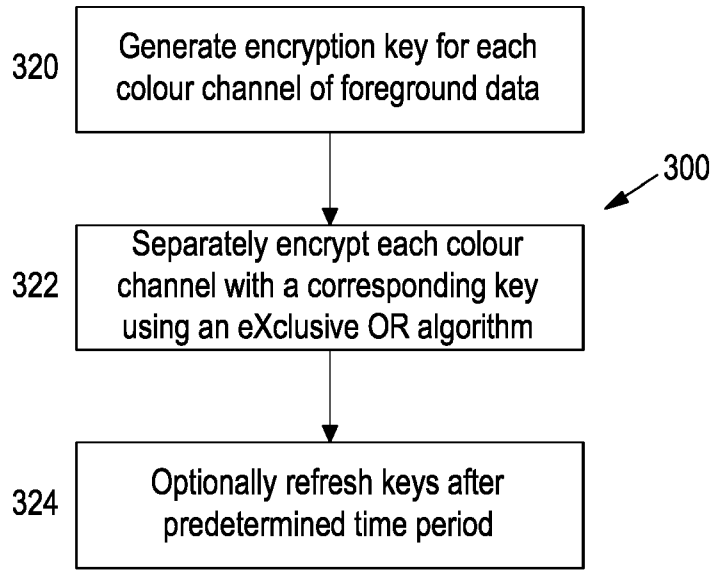 320
Generate encryption key for each
colour channel of foreground data
300
322
Separately encrypt each colour
channel with a corresponding key
using an eXclusive OR algorithm
324
Optionally refresh keys after
predetermined time period